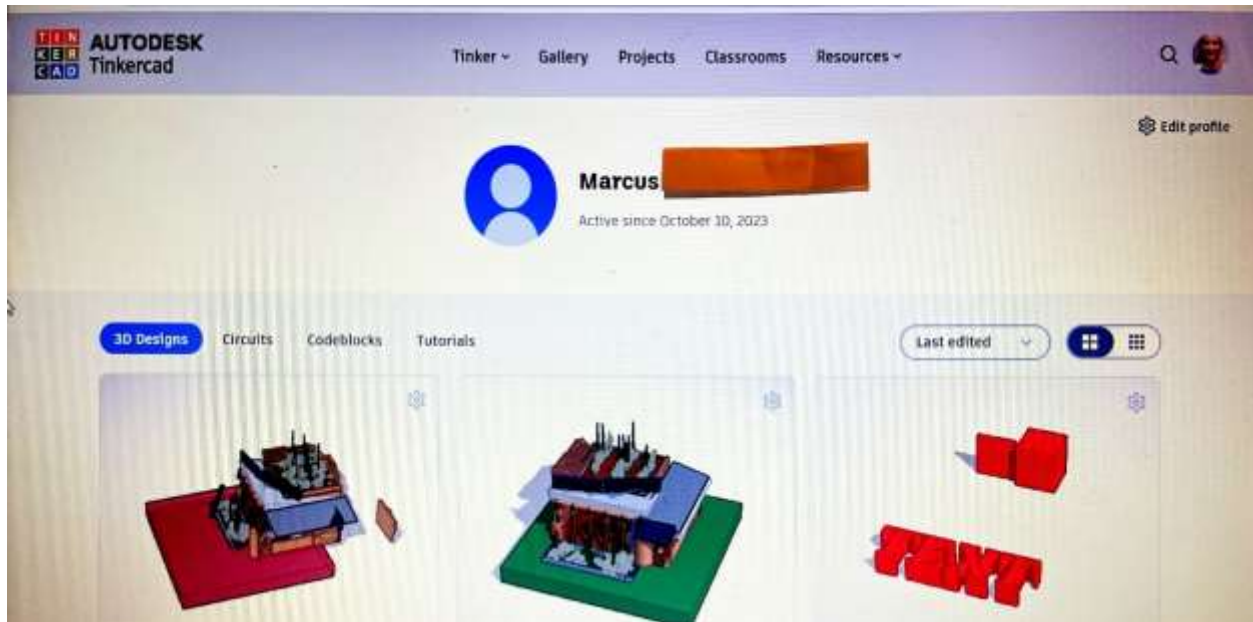 TIN
KER
CAD
AUTODESK
Tinkercad
Tinker
Gallery
Projects
Classrooms
Resources
Edit profile
Marcus
Active since October 10, 2023
3D Designs
Circuits
Codeblocks
Tutorials
Last edited